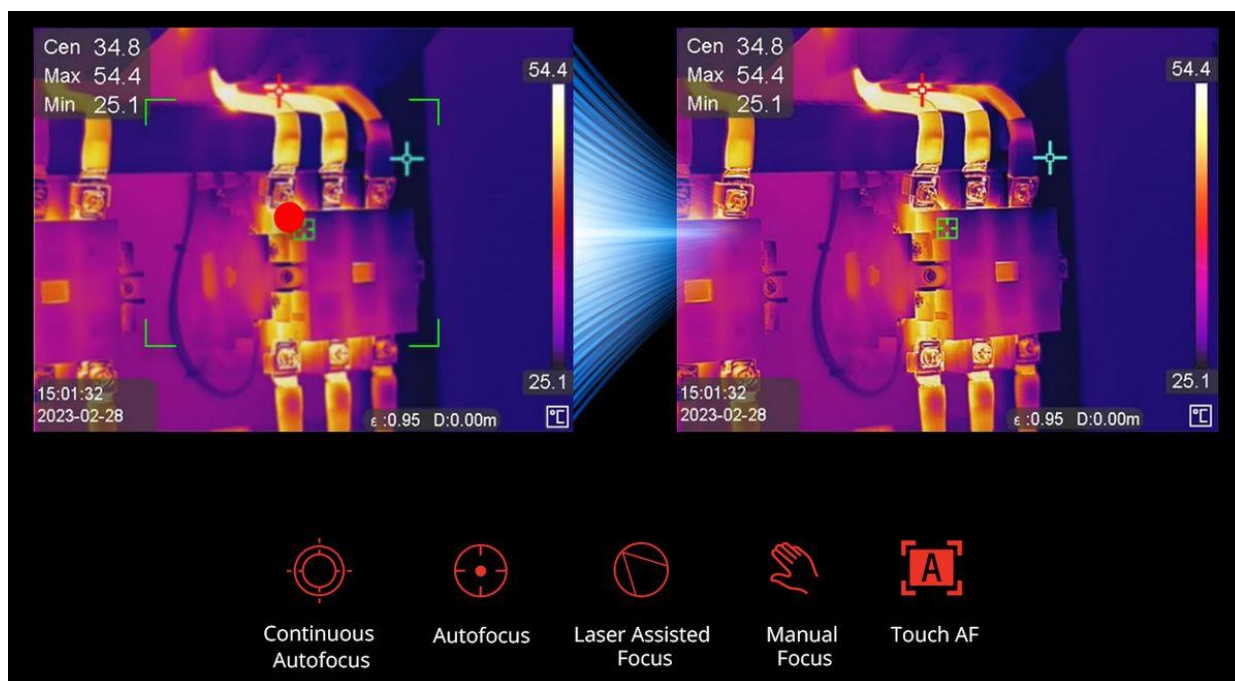 Cen 34.8
Max 54.4
Min 25.1
54.4
25.1
15:01:32
2023-02-28
ε :0.95 D:0.00m
℃
Cen 34.8
Max 54.4
Min 25.1
54.4
25.1
15:01:32
2023-02-28
ε :0.95 D:0.00m
℃
A
Continuous
Autofocus
Autofocus
Laser Assisted
Focus
Manual
Focus
Touch AF